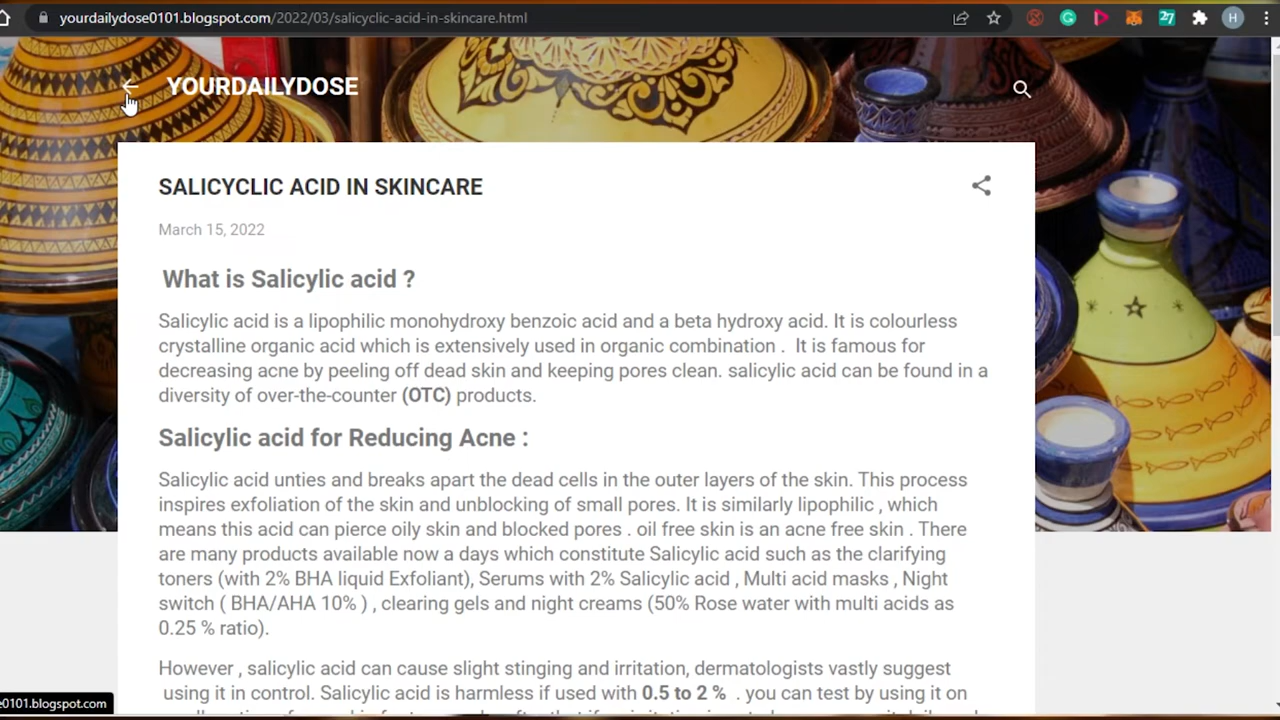 yourdailydose0101.blogspot.com/2022/03/salicyclic-acid-in-skincare.html
H
YOURDAILYDOSE
SALICYCLIC ACID IN SKINCARE
March 15, 2022
What is Salicylic acid ?
Salicylic acid is a lipophilic monohydroxy benzoic acid and a beta hydroxy acid. It is colourless
crystalline organic acid which is extensively used in organic combination .  It is famous for
decreasing acne by peeling off dead skin and keeping pores clean. salicylic acid can be found in a
diversity of over-the-counter (OTC) products.
Salicylic acid for Reducing Acne :
Salicylic acid unties and breaks apart the dead cells in the outer layers of the skin. This process
inspires exfoliation of the skin and unblocking of small pores. It is similarly lipophilic , which
means this acid can pierce oily skin and blocked pores . oil free skin is an acne free skin . There
are many products available now a days which constitute Salicylic acid such as the clarifying
toners (with 2% BHA liquid Exfoliant), Serums with 2% Salicylic acid , Multi acid masks , Night
switch ( BHA/AHA 10% ) , clearing gels and night creams (50% Rose water with multi acids as
0.25 % ratio).
However , salicylic acid can cause slight stinging and irritation, dermatologists vastly suggest
using it in control. Salicylic acid is harmless if used with 0.5 to 2 %  . you can test by using it on
e0101.blogspot.com